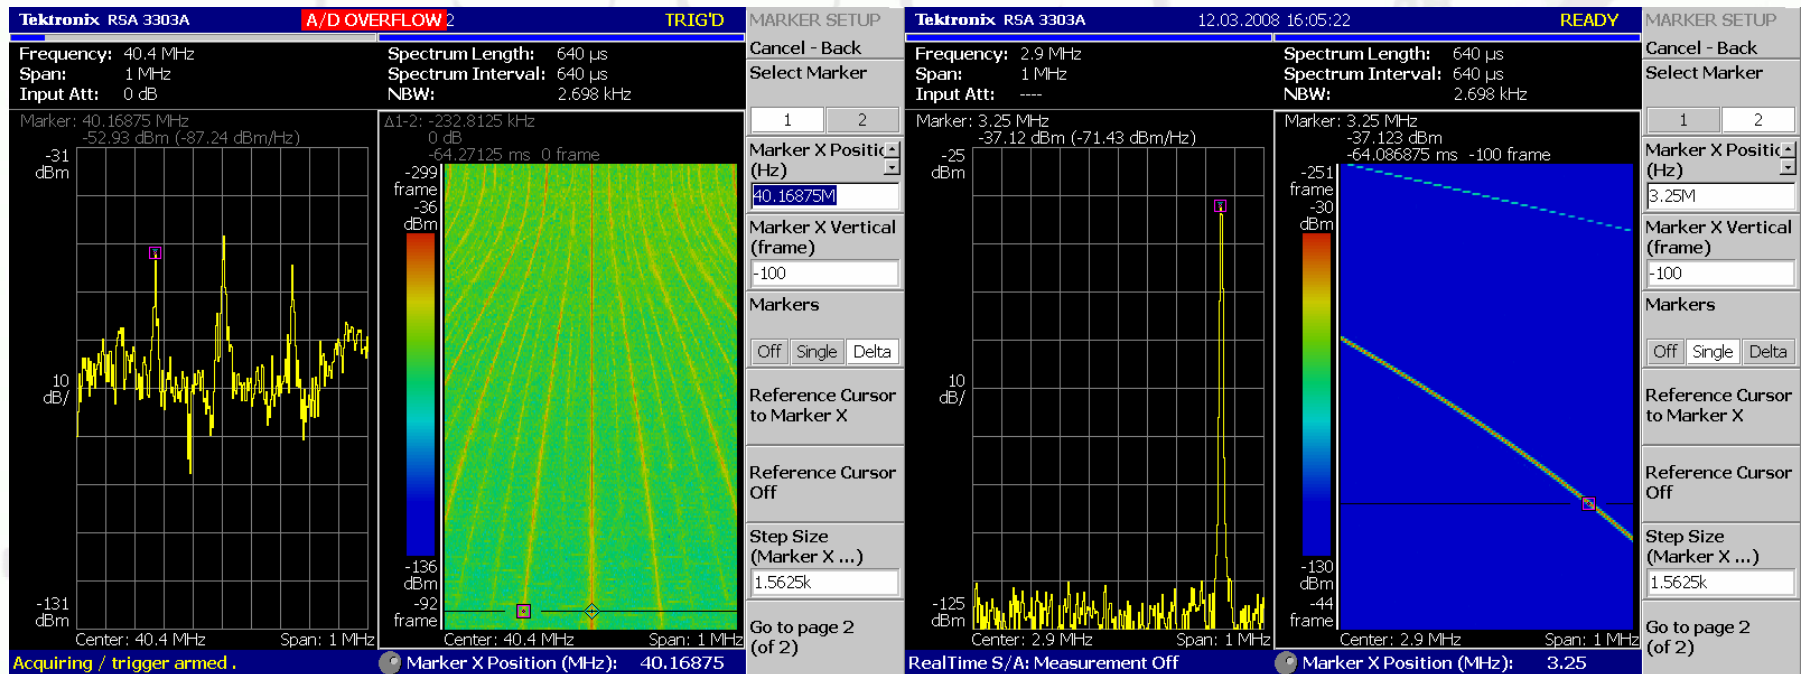 Tektronix RSA 3303A A/D OVERFLOW 2 TRIG'D
Frequency: 40.4 MHz
Span: 1 MHz
Input Att: 0 dB
Spectrum Length: 640 µs
Spectrum Interval: 640 µs
NBW: 2.698 kHz
Marker: 40.16875 MHz
-52.93 dBm (-87.24 dBm/Hz)
-31
dBm
10
dB/
-131
dBm
Center: 40.4 MHz Span: 1 MHz
Δ1-2: -232.8125 kHz
0 dB
-64.27125 ms 0 frame
-299
frame
-36
dBm
-136
dBm
-92
frame
Center: 40.4 MHz Span: 1 MHz
Acquiring / trigger armed . Marker X Position (MHz): 40.16875
MARKER SETUP
Cancel - Back
Select Marker
1 2
Marker X Positic
(Hz)
40.16875M
Marker X Vertical
(frame)
-100
Markers
Off Single Delta
Reference Cursor
to Marker X
Reference Cursor
Off
Step Size
(Marker X ...)
1.5625k
Go to page 2
(of 2)
Tektronix RSA 3303A 12.03.2008 16:05:22 READY
Frequency: 2.9 MHz
Span: 1 MHz
Input Att: ----
Spectrum Length: 640 µs
Spectrum Interval: 640 µs
NBW: 2.698 kHz
Marker: 3.25 MHz
-37.12 dBm (-71.43 dBm/Hz)
-25
dBm
10
dB/
-125
dBm
Center: 2.9 MHz Span: 1 MHz
Marker: 3.25 MHz
-37.123 dBm
-64.086875 ms -100 frame
-251
frame
-30
dBm
-130
dBm
-44
frame
Center: 2.9 MHz Span: 1 MHz
RealTime S/A: Measurement Off Marker X Position (MHz): 3.25
MARKER SETUP
Cancel - Back
Select Marker
1 2
Marker X Positic
(Hz)
3.25M
Marker X Vertical
(frame)
-100
Markers
Off Single Delta
Reference Cursor
to Marker X
Reference Cursor
Off
Step Size
(Marker X ...)
1.5625k
Go to page 2
(of 2)